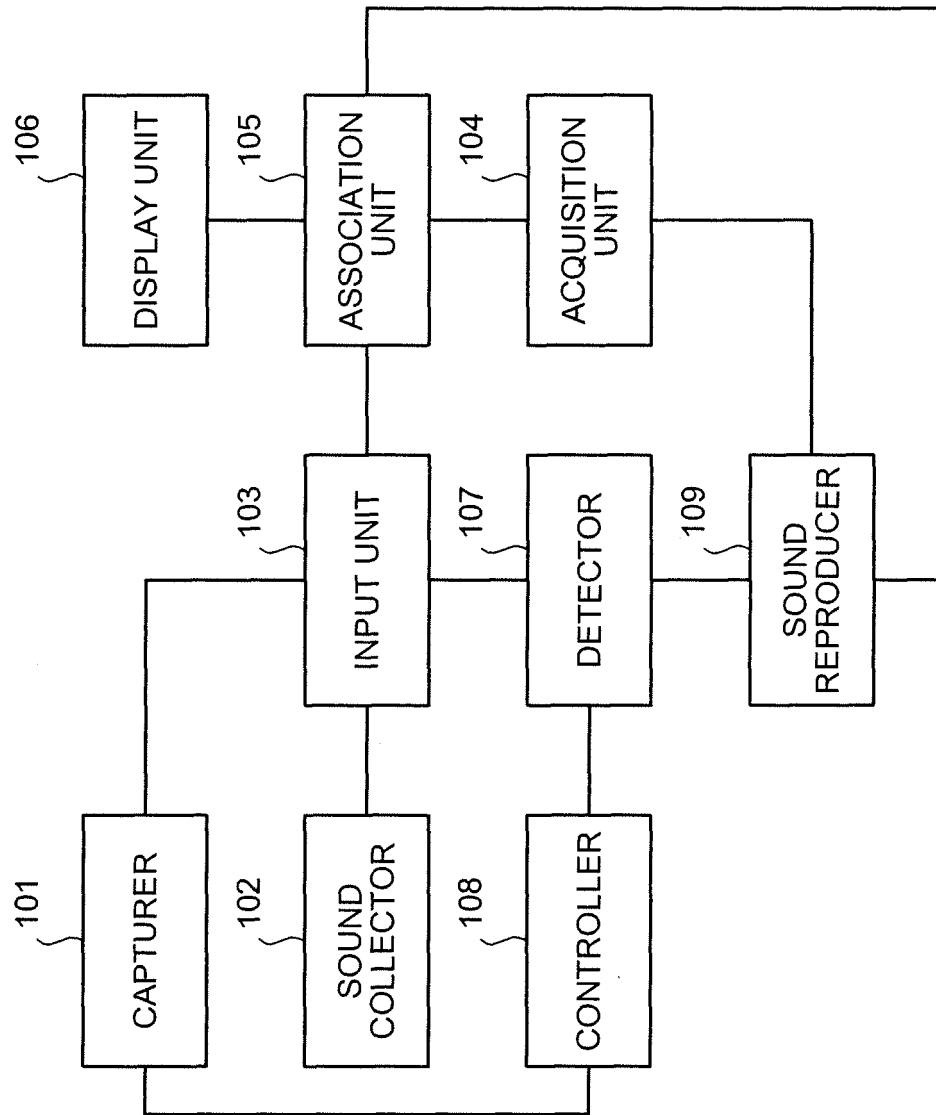 101
CAPTURER
102
SOUND
COLLECTOR
108
CONTROLLER
103
INPUT UNIT
107
DETECTOR
109
SOUND
REPRODUCER
106
DISPLAY UNIT
105
ASSOCIATION
UNIT
104
ACQUISITION
UNIT